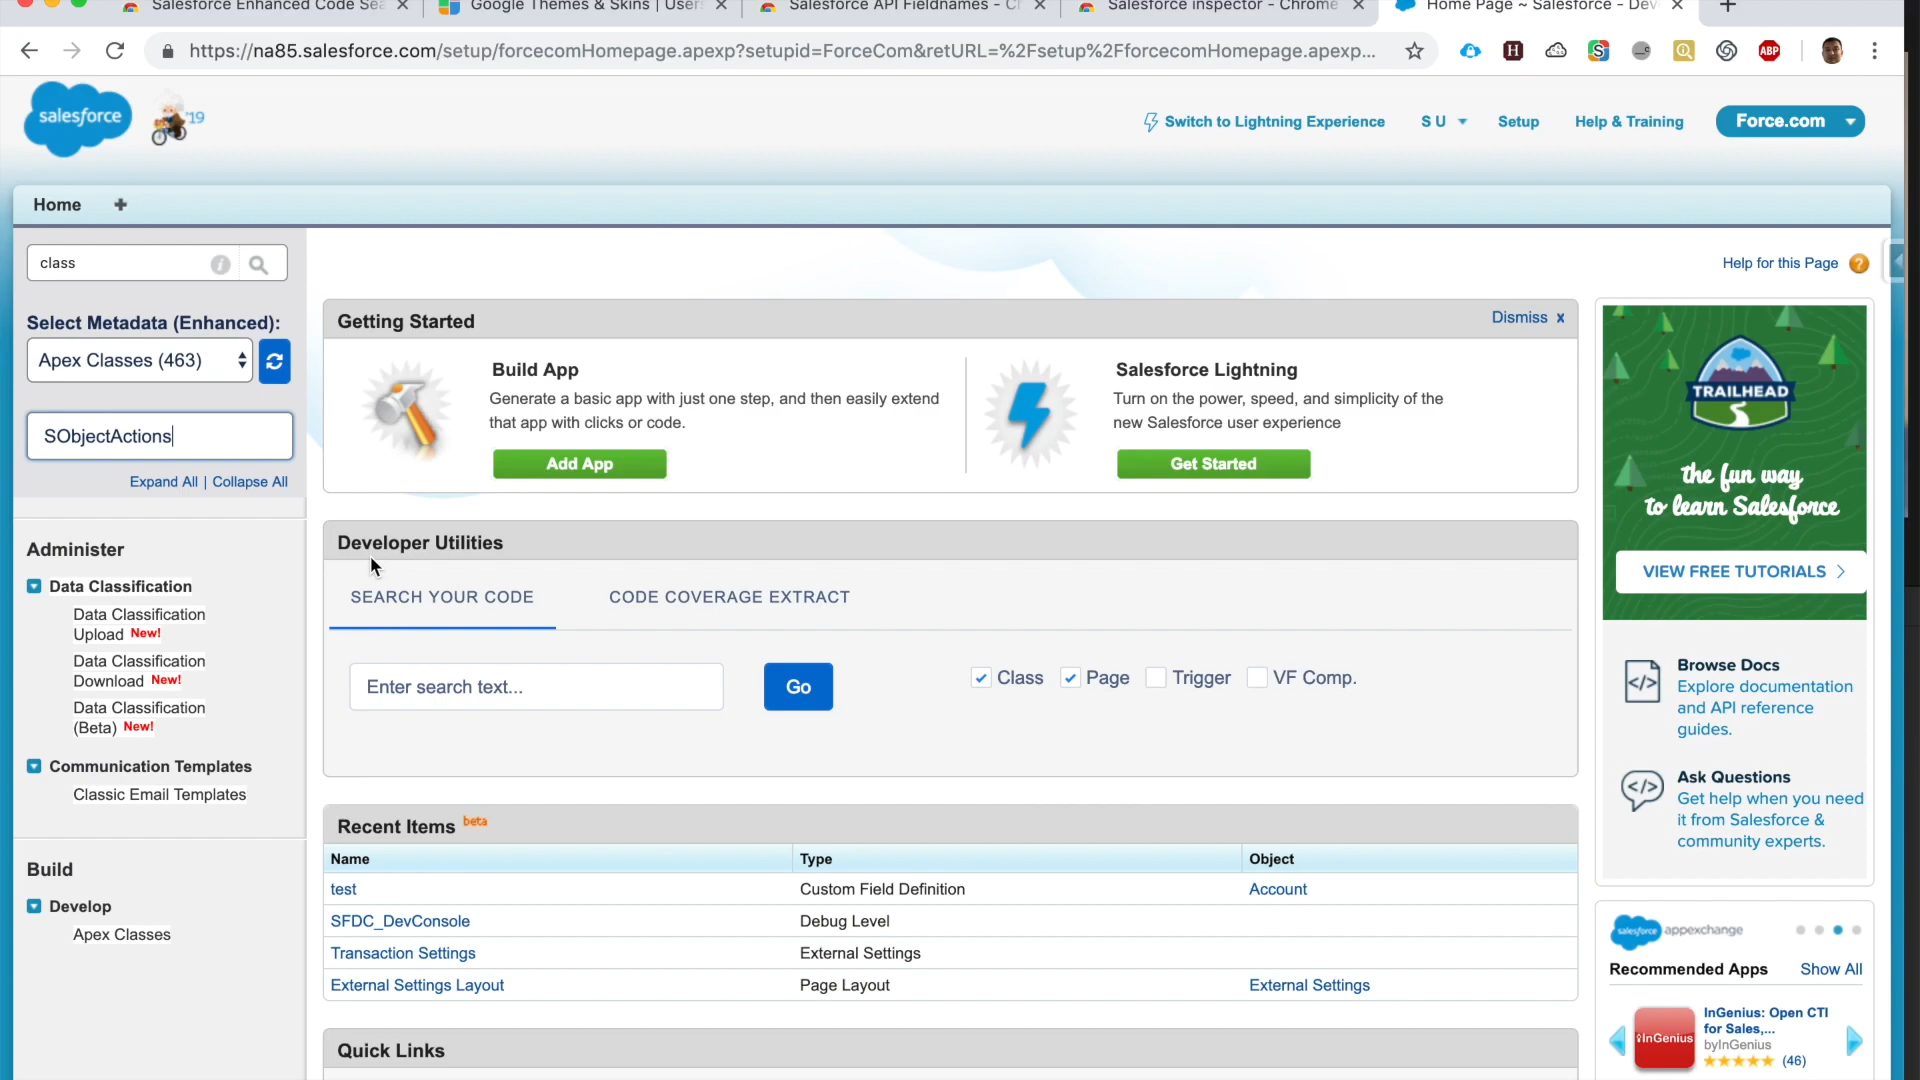 Salesforce Enhanced Code Sea
Google Themes & Skins | Users
Salesforce API Fieldnames - Ch
Salesforce inspector - Chrome
Home Page ~ Salesforce - Dev
https://na85.salesforce.com/setup/forcecomHomepage.apexp?setupid=ForceCom&retURL=%2Fsetup%2FforcecomHomepage.apexp...
ABP
salesforce
'19
Switch to Lightning Experience
S U
Setup
Help & Training
Force.com
Home
class
Help for this Page
Select Metadata (Enhanced):
Apex Classes (463)
SObjectActions
Expand All | Collapse All
Administer
Data Classification
Data Classification
Upload New!
Data Classification
Download New!
Data Classification
(Beta) New!
Communication Templates
Classic Email Templates
Build
Develop
Apex Classes
Getting Started
Dismiss x
Build App
Generate a basic app with just one step, and then easily extend
that app with clicks or code.
Add App
Salesforce Lightning
Turn on the power, speed, and simplicity of the
new Salesforce user experience
Get Started
Developer Utilities
SEARCH YOUR CODE
CODE COVERAGE EXTRACT
Enter search text...
Go
Class
Page
Trigger
VF Comp.
Recent Items beta
Name Type Object
test Custom Field Definition Account
SFDC_DevConsole Debug Level
Transaction Settings External Settings
External Settings Layout Page Layout External Settings
Quick Links
TRAILHEAD
the fun way
to learn Salesforce
VIEW FREE TUTORIALS
Browse Docs
Explore documentation
and API reference
guides.
Ask Questions
Get help when you need
it from Salesforce &
community experts.
salesforce appexchange
Recommended Apps Show All
InGenius
InGenius: Open CTI
for Sales,...
byInGenius
(46)